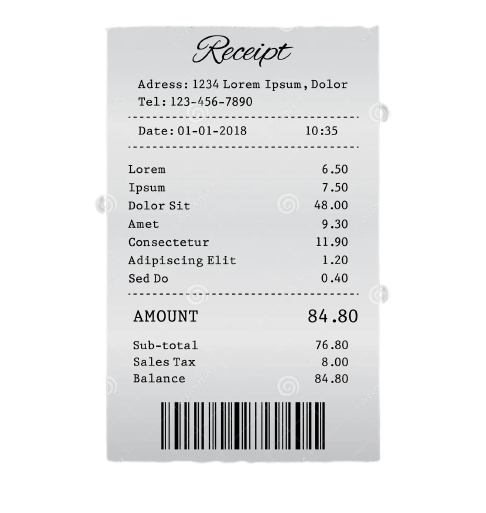 Receipt
Adress: 1234 Lorem Ipsum, Dolor
Tel: 123-456-7890
Date: 01-01-2018 10:35
Lorem 6.50
Ipsum 7.50
Dolor Sit 48.00
Amet 9.30
Consectetur 11.90
Adipiscing Elit 1.20
Sed Do 0.40
AMOUNT 84.80
Sub-total 76.80
Sales Tax 8.00
Balance 84.80